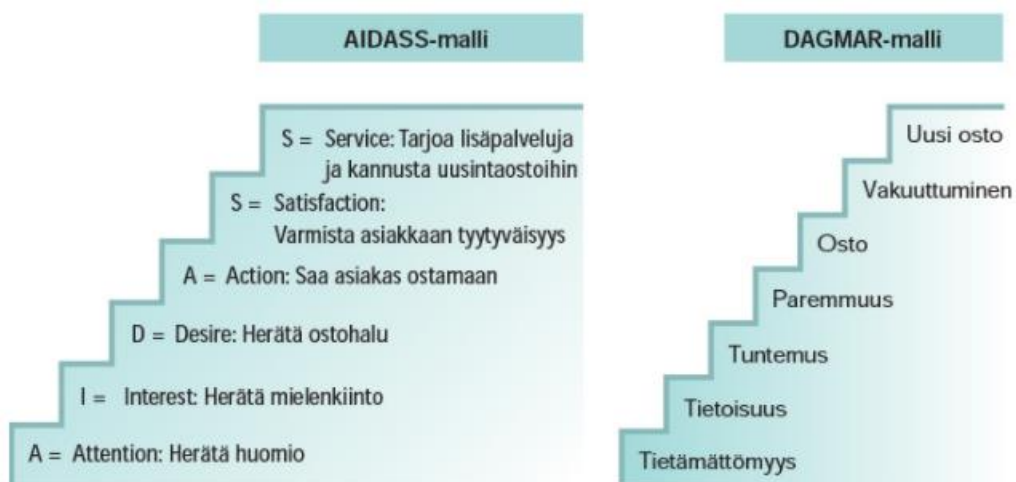 AIDASS-malli
S = Service: Tarjoa lisäpalveluja
ja kannusta uusintaostoihin
S = Satisfaction:
Varmista asiakkaan tyytyväisyys
A = Action: Saa asiakas ostamaan
D = Desire: Herätä ostohalu
I = Interest: Herätä mielenkiinto
A = Attention: Herätä huomio
DAGMAR-malli
Uusi osto
Vakuuttuminen
Osto
Paremmuus
Tuntemus
Tietoisuus
Tietämättömyys